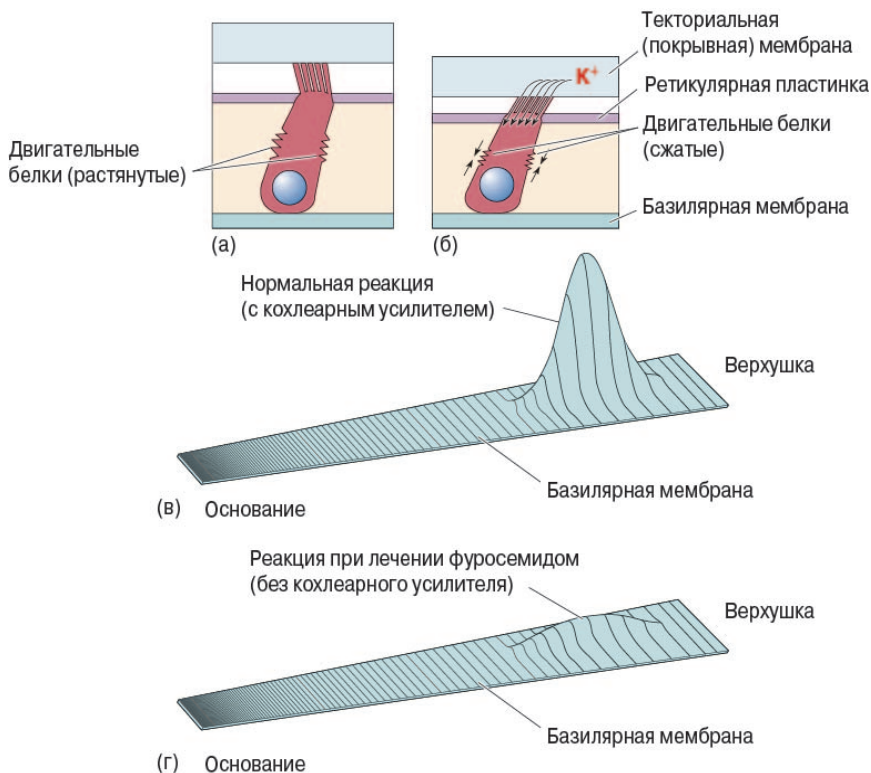 Текториальная
(покрывная) мембрана
K+
Ретикулярная пластинка
Двигательные
белки (сжатые)
Двигательные
белки (растянутые)
Базилярная мембрана
(а)
(б)
Нормальная реакция
(с кохлеарным усилителем)
Верхушка
Базилярная мембрана
(в) Основание
Реакция при лечении фуросемидом
(без кохлеарного усилителя)
Верхушка
Базилярная мембрана
(г) Основание